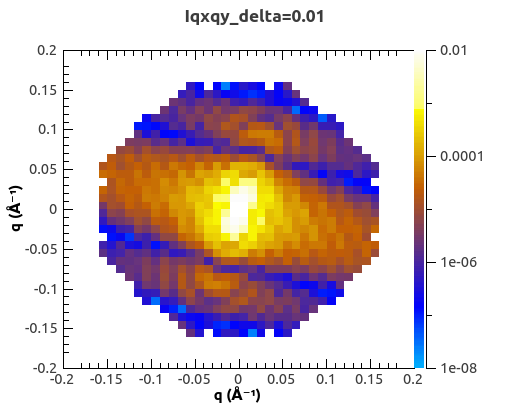 Iqxqy_delta=0.01
0.2
0.15
0.1
0.05
0
-0.05
-0.1
-0.15
-0.2
q (Å⁻¹)
-0.2 -0.15 -0.1 -0.05 0 0.05 0.1 0.15 0.2
q (Å⁻¹)
0.01
0.0001
1e-06
1e-08